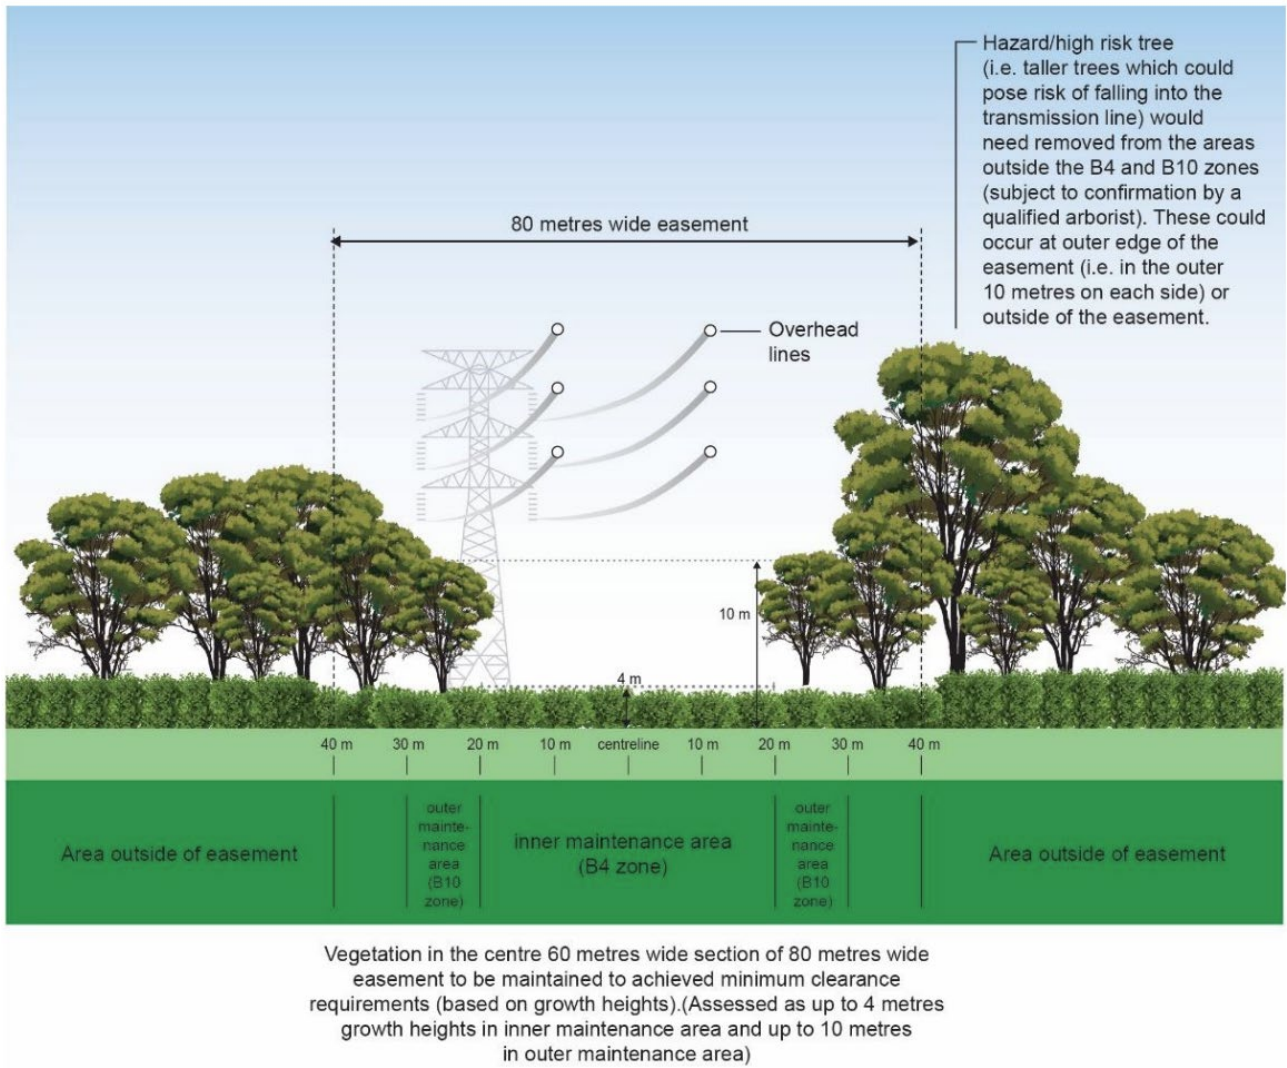 Hazard/high risk tree
(i.e. taller trees which could
pose risk of falling into the
transmission line) would
need removed from the areas
outside the B4 and B10 zones
(subject to confirmation by a
qualified arborist). These could
occur at outer edge of the
easement (i.e. in the outer
10 metres on each side) or
outside of the easement.
80 metres wide easement
Overhead
lines
10 m
4 m
40 m 30 m 20 m 10 m centreline 10 m 20 m 30 m 40 m
Area outside of easement
outer
mainte-
nance
area
(B10
zone)
inner maintenance area
(B4 zone)
outer
mainte-
nance
area
(B10
zone)
Area outside of easement
Vegetation in the centre 60 metres wide section of 80 metres wide
easement to be maintained to achieved minimum clearance
requirements (based on growth heights).(Assessed as up to 4 metres
growth heights in inner maintenance area and up to 10 metres
in outer maintenance area)